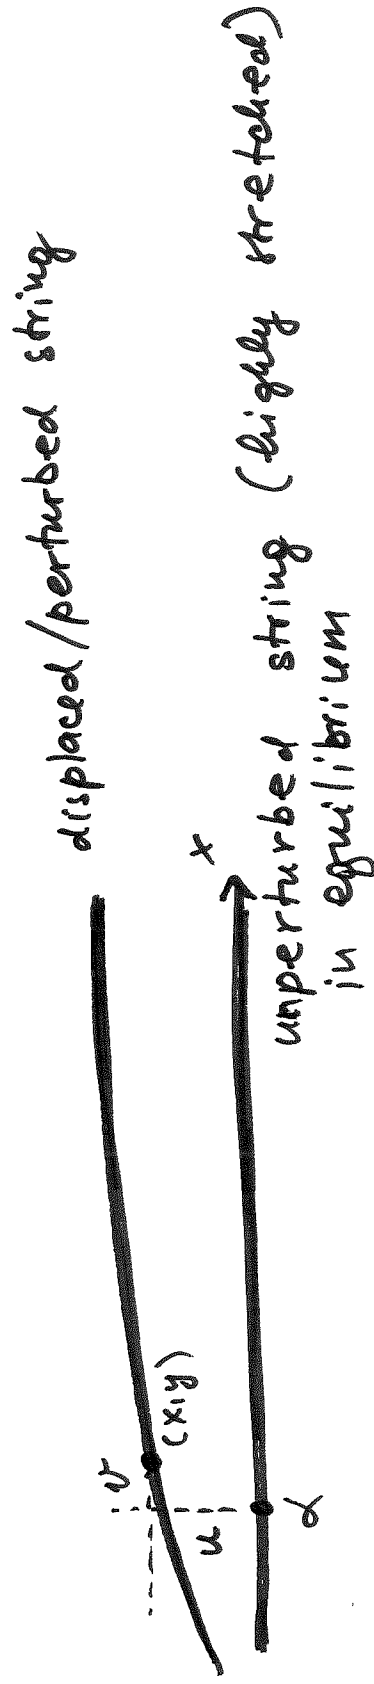 displaced/perturbed string
v
(x,y)
u
α
x
unperturbed string (highly stretched)
in equilibrium